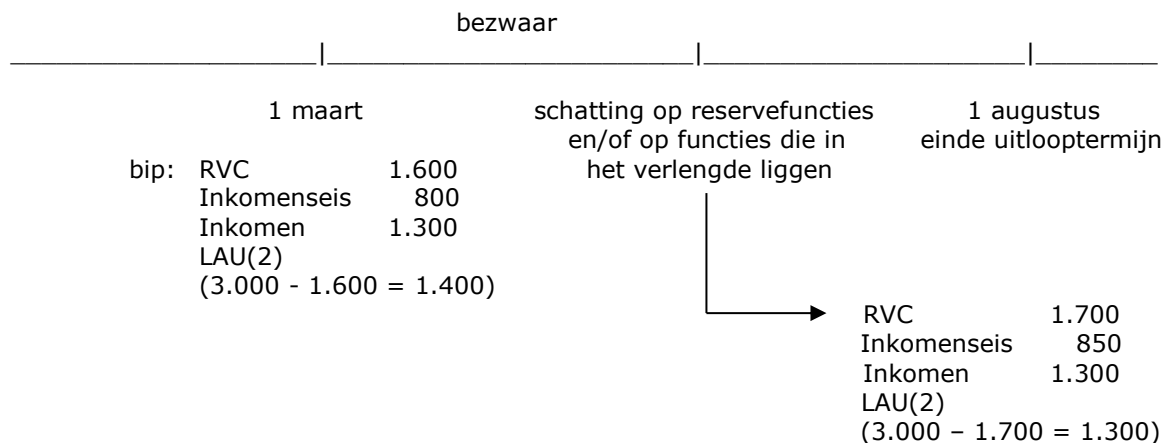 bezwaar
1 maart
bip: RVC 1.600
Inkomenseis 800
Inkomen 1.300
LAU(2)
(3.000 - 1.600 = 1.400)
schatting op reservefuncties
en/of op functies die in
het verlengde liggen
1 augustus
einde uitlooptermijn
RVC 1.700
Inkomenseis 850
Inkomen 1.300
LAU(2)
(3.000 – 1.700 = 1.300)